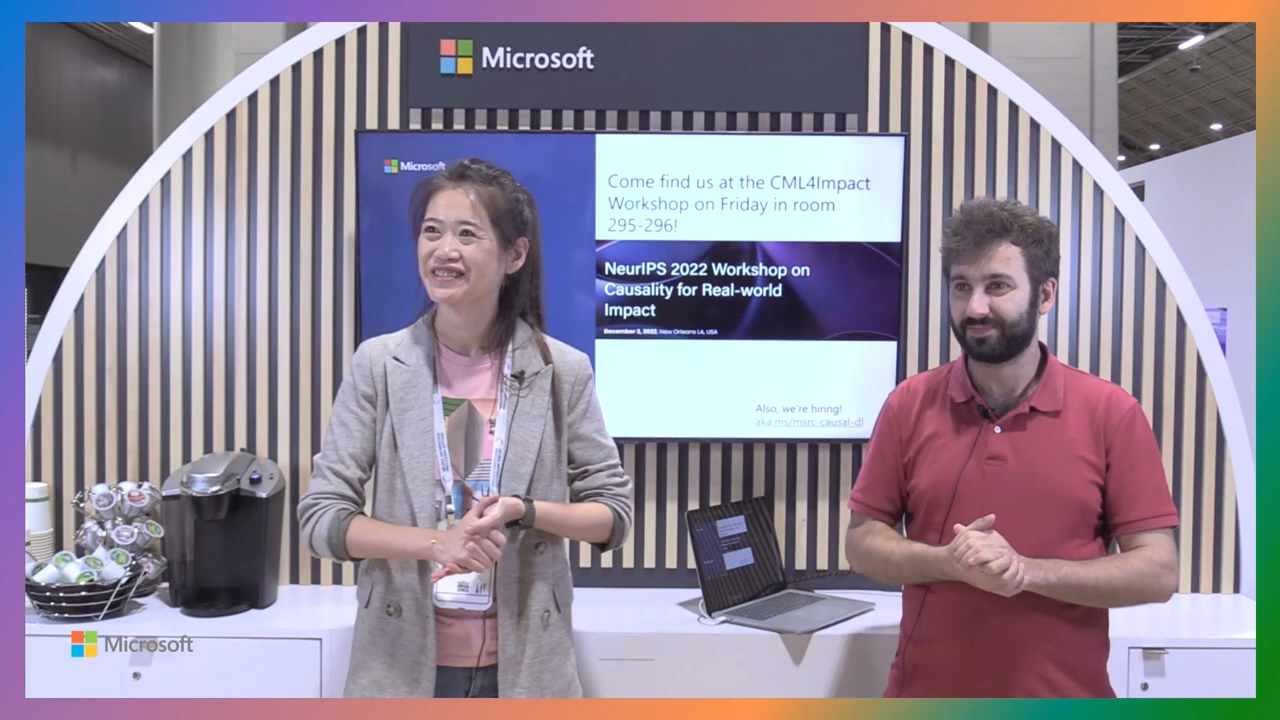 Microsoft
Microsoft
Come find us at the CML4Impact
Workshop on Friday in room
295-296!
NeurIPS 2022 Workshop on
Causality for Real-world
Impact
December 2, 2022, New Orleans LA, USA
Also, we're hiring!
aka.ms/msrc-causal-dl
Microsoft